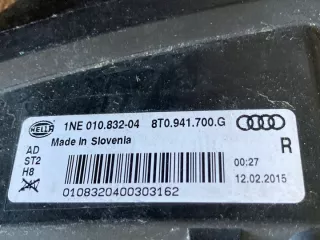 HELLA 1NE 010.832-04 8T0.941.700.G
Made in Slovenia
AD
ST2
H8
R
00:27
12.02.2015
0108320400303162